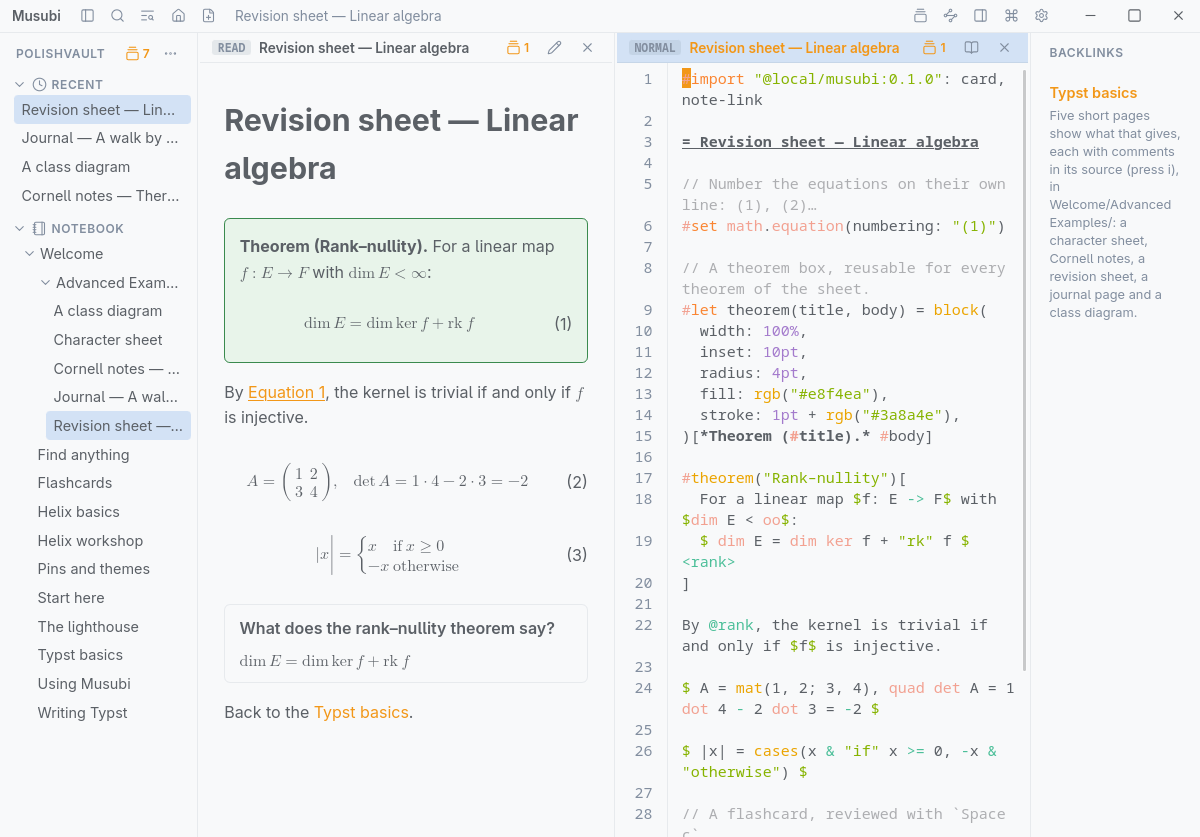 Musubi
Revision sheet — Linear algebra
POLISHVAULT
7
RECENT
Revision sheet — Lin...
Journal — A walk by ...
A class diagram
Cornell notes — Ther...
NOTEBOOK
Welcome
Advanced Exam...
A class diagram
Character sheet
Cornell notes — ...
Journal — A wal...
Revision sheet —...
Find anything
Flashcards
Helix basics
Helix workshop
Pins and themes
Start here
The lighthouse
Typst basics
Using Musubi
Writing Typst
READ Revision sheet — Linear algebra 1
Revision sheet — Linear
algebra
Theorem (Rank–nullity). For a linear map
f : E → F with dim E < ∞:
dim E = dim ker f + rk f (1)
By Equation 1, the kernel is trivial if and only if f
is injective.
A = (1 2
3 4), det A = 1 · 4 − 2 · 3 = −2 (2)
|x| = { x if x ≥ 0
−x otherwise (3)
What does the rank–nullity theorem say?
dim E = dim ker f + rk f
Back to the Typst basics.
NORMAL Revision sheet — Linear algebra 1
1 #import "@local/musubi:0.1.0": card,
note-link
2
3 = Revision sheet — Linear algebra
4
5 // Number the equations on their own
line: (1), (2)…
6 #set math.equation(numbering: "(1)")
7
8 // A theorem box, reusable for every
theorem of the sheet.
9 #let theorem(title, body) = block(
10 width: 100%,
11 inset: 10pt,
12 radius: 4pt,
13 fill: rgb("#e8f4ea"),
14 stroke: 1pt + rgb("#3a8a4e"),
15 )[*Theorem (#title).* #body]
16
17 #theorem("Rank–nullity")[
18 For a linear map $f: E -> F$ with
$dim E < oo$:
19 $ dim E = dim ker f + "rk" f $
<rank>
20 ]
21
22 By @rank, the kernel is trivial if
and only if $f$ is injective.
23
24 $ A = mat(1, 2; 3, 4), quad det A = 1
dot 4 - 2 dot 3 = -2 $
25
26 $ |x| = cases(x & "if" x >= 0, -x &
"otherwise") $
27
28 // A flashcard, reviewed with `Space
c`
BACKLINKS
Typst basics
Five short pages
show what that gives,
each with comments
in its source (press i),
in
Welcome/Advanced
Examples/: a
character sheet,
Cornell notes, a
revision sheet, a
journal page and a
class diagram.